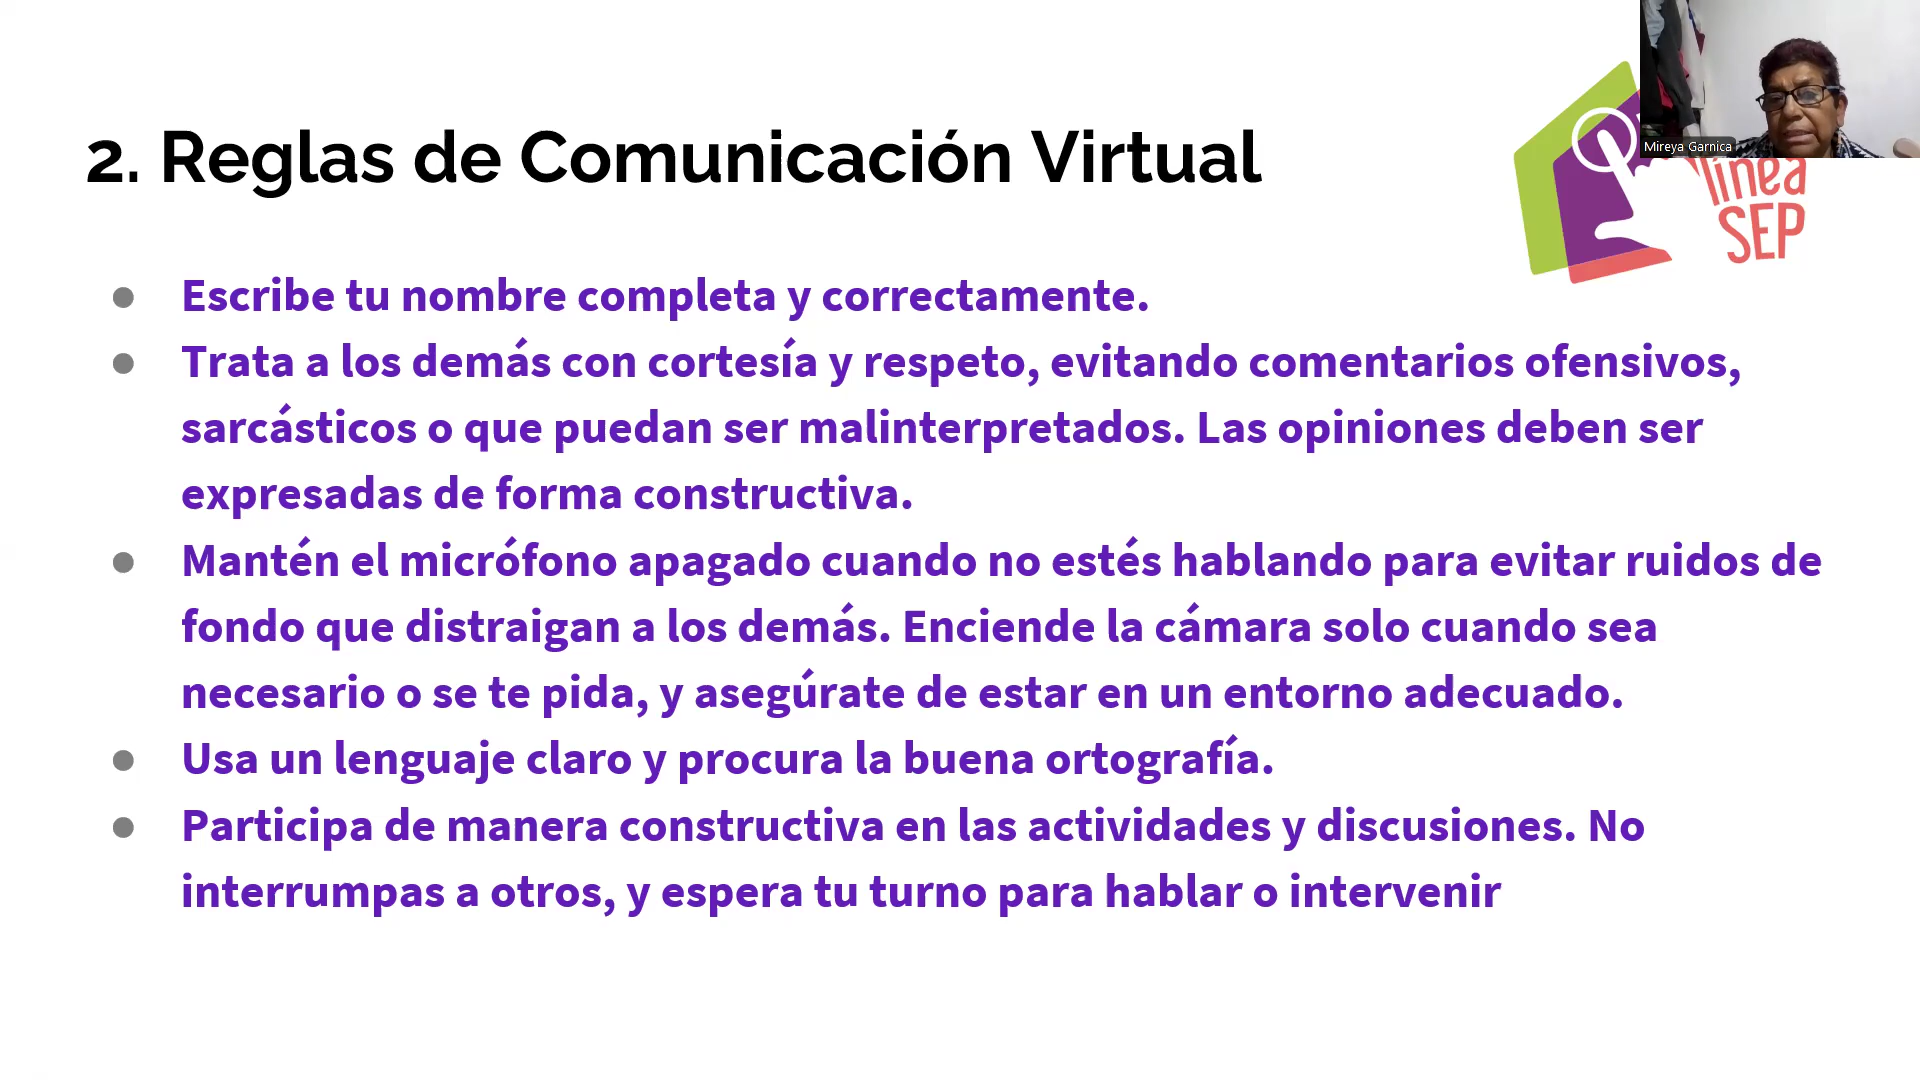 2. Reglas de Comunicación Virtual
Mireya Garnica
línea
SEP
● Escribe tu nombre completa y correctamente.
● Trata a los demás con cortesía y respeto, evitando comentarios ofensivos,
sarcásticos o que puedan ser malinterpretados. Las opiniones deben ser
expresadas de forma constructiva.
● Mantén el micrófono apagado cuando no estés hablando para evitar ruidos de
fondo que distraigan a los demás. Enciende la cámara solo cuando sea
necesario o se te pida, y asegúrate de estar en un entorno adecuado.
● Usa un lenguaje claro y procura la buena ortografía.
● Participa de manera constructiva en las actividades y discusiones. No
interrumpas a otros, y espera tu turno para hablar o intervenir